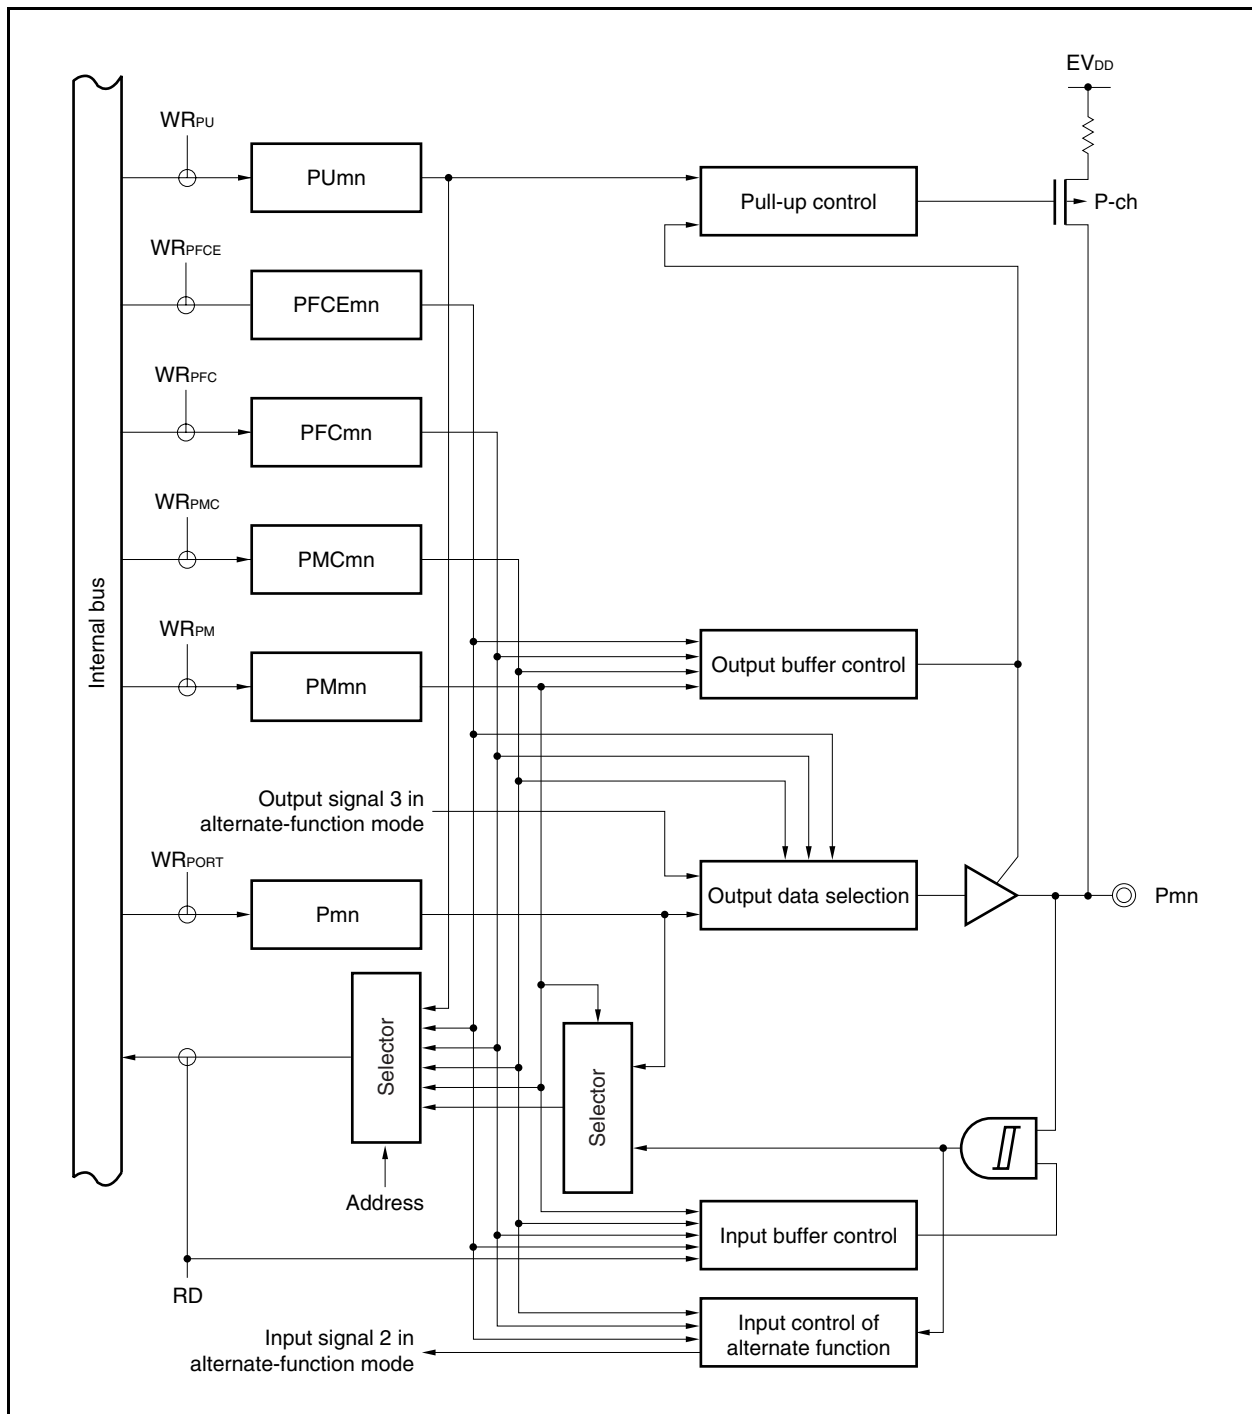 EVDD
WRPU
PUmn
Pull-up control
P-ch
WRPFCE
PFCEmn
WRPFC
PFCmn
WRPMC
PMCmn
Internal bus
WRPM
PMmn
Output buffer control
Output signal 3 in
alternate-function mode
WRPORT
Pmn
Output data selection
Pmn
Selector
Selector
Address
Input buffer control
RD
Input signal 2 in
alternate-function mode
Input control of
alternate function